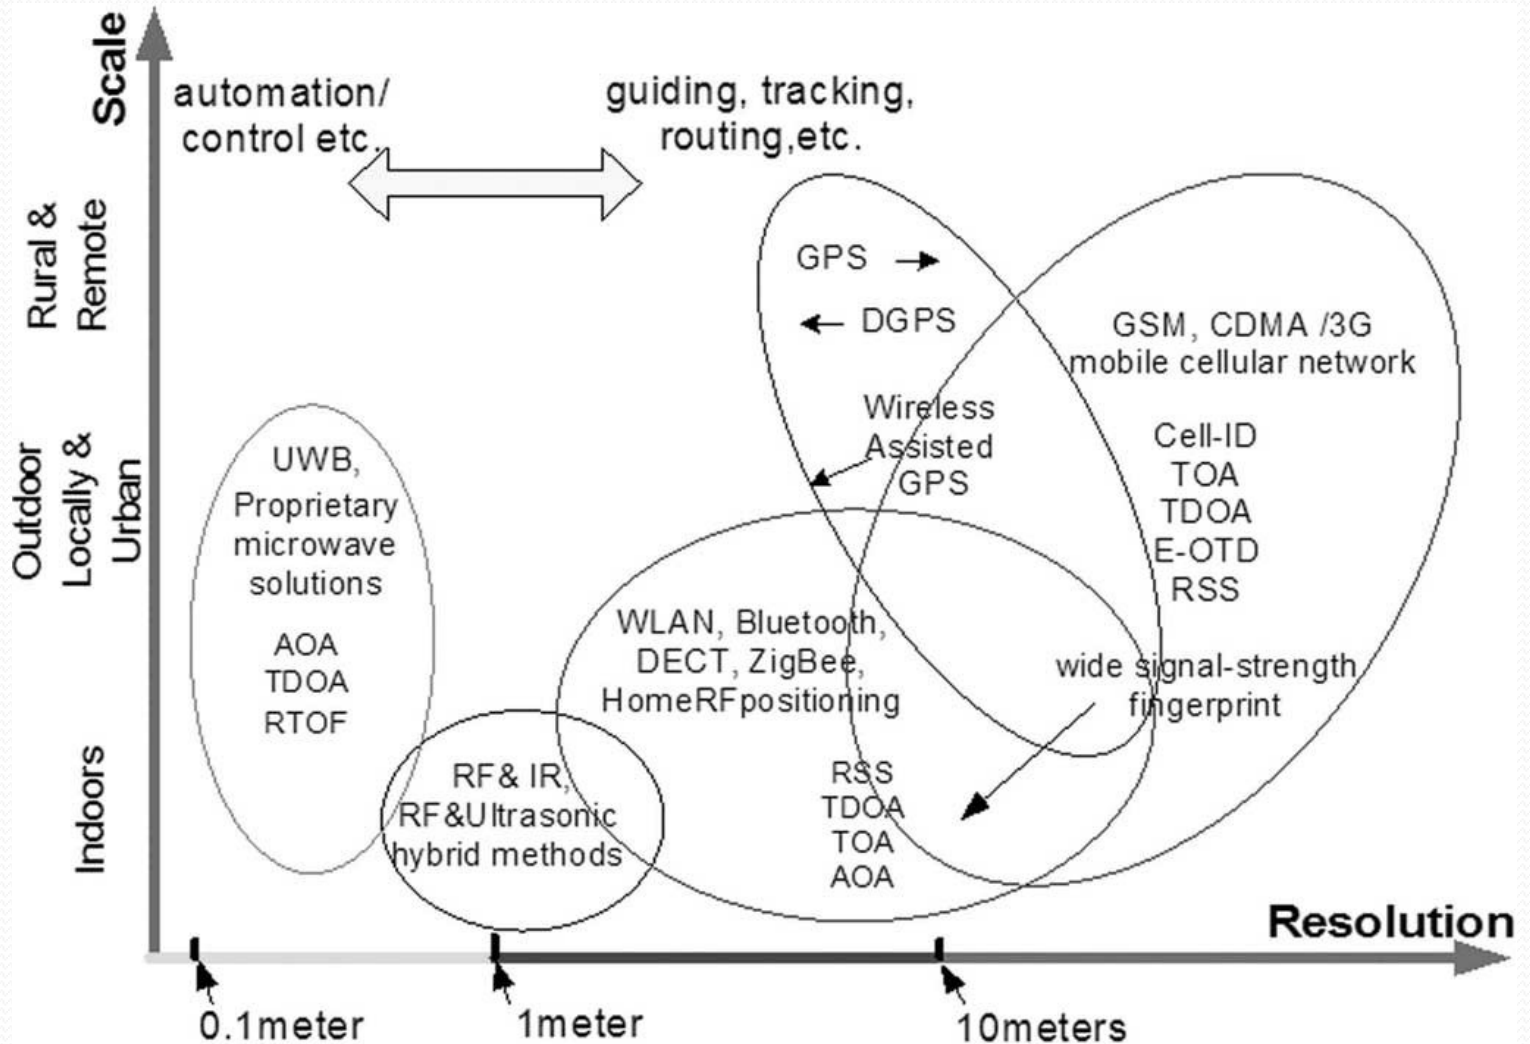 Scale
automation/
control etc.
guiding, tracking,
routing,etc.
Rural &
Remote
GPS
DGPS
GSM, CDMA /3G
mobile cellular network
Wireless
Assisted
GPS
Cell-ID
TOA
TDOA
E-OTD
RSS
Outdoor
Locally &
Urban
UWB,
Proprietary
microwave
solutions
AOA
TDOA
RTOF
WLAN, Bluetooth,
DECT, ZigBee,
HomeRFpositioning
wide signal-strength
fingerprint
Indoors
RF& IR,
RF&Ultrasonic
hybrid methods
RSS
TDOA
TOA
AOA
Resolution
0.1meter
1meter
10meters